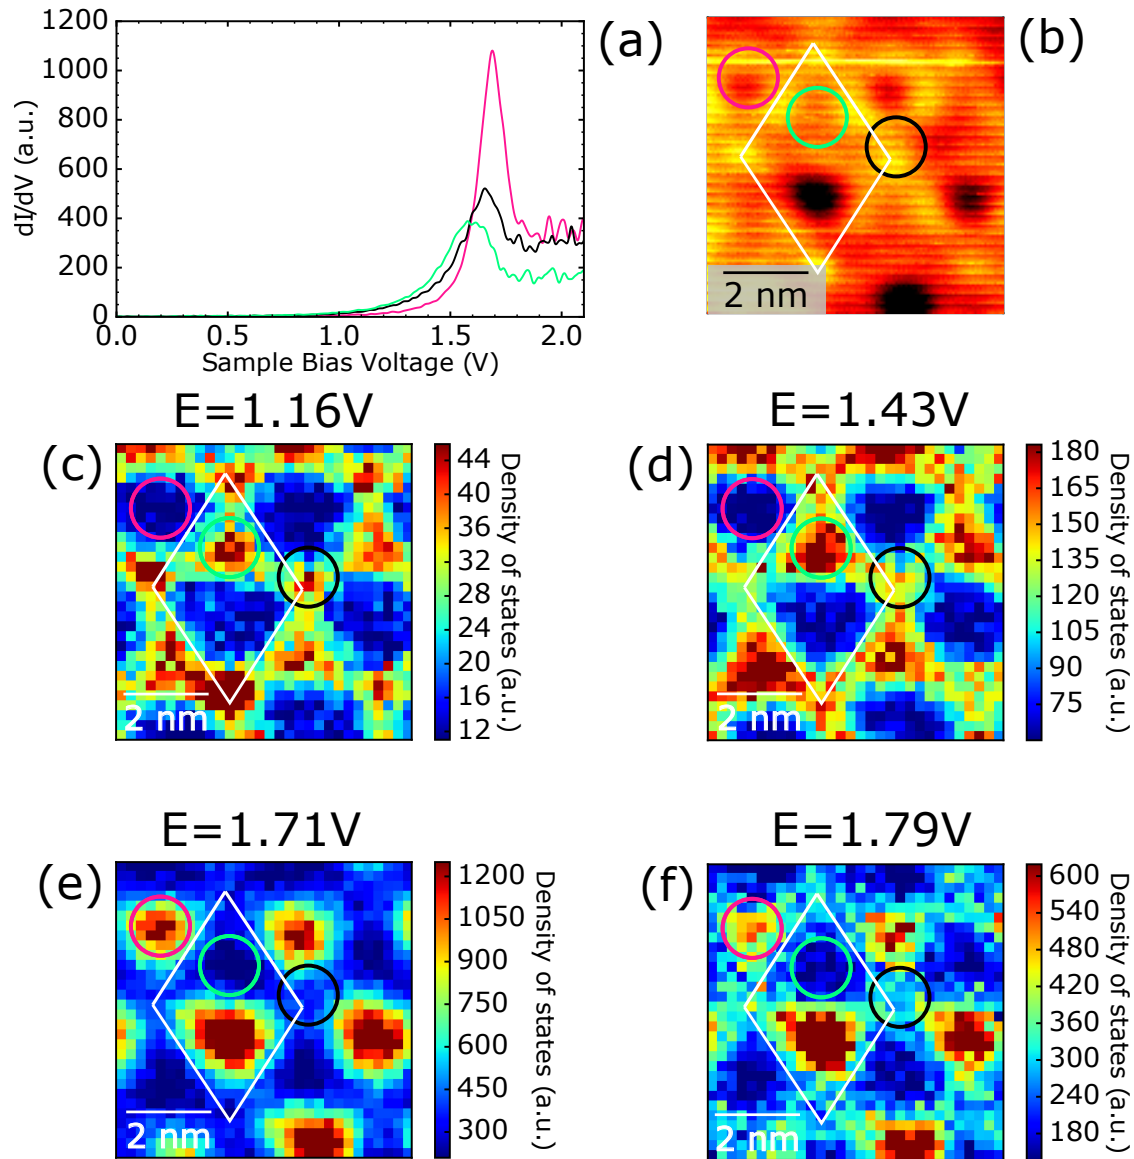 1200
1000
800
600
400
200
0
dI/dV (a.u.)
0.0 0.5 1.0 1.5 2.0
Sample Bias Voltage (V)
(a)
(b)
2 nm
E=1.16V
(c)
2 nm
44
40
36
32
28
24
20
16
12
Density of states (a.u.)
E=1.43V
(d)
2 nm
180
165
150
135
120
105
90
75
Density of states (a.u.)
E=1.71V
(e)
2 nm
1200
1050
900
750
600
450
300
Density of states (a.u.)
E=1.79V
(f)
2 nm
600
540
480
420
360
300
240
180
Density of states (a.u.)